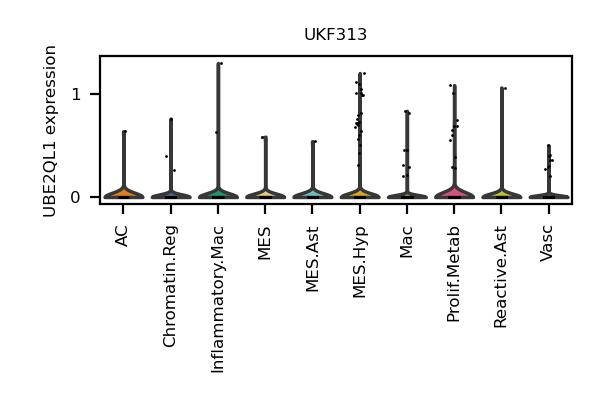 UKF313
UBE2QL1 expression
1
0
AC
Chromatin.Reg
Inflammatory.Mac
MES
MES.Ast
MES.Hyp
Mac
Prolif.Metab
Reactive.Ast
Vasc